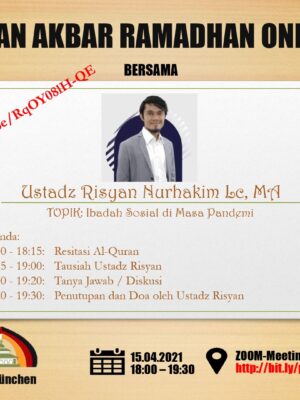 AN AKBAR RAMADHAN ONL
BERSAMA
e/RqOY08lH-QE
Ustadz Risyan Nurhakim Lc, MA
TOPIK: Ibadah Sosial di Masa Pandemi
nda:
0 - 18:15: Resitasi Al-Quran
5 - 19:00: Tausiah Ustadz Risyan
0 - 19:20: Tanya Jawab / Diskusi
0 - 19:30: Penutupan dan Doa oleh Ustadz Risyan
ünchen
15.04.2021
18:00 – 19:30
ZOOM-Meetin
http://bit.ly/p